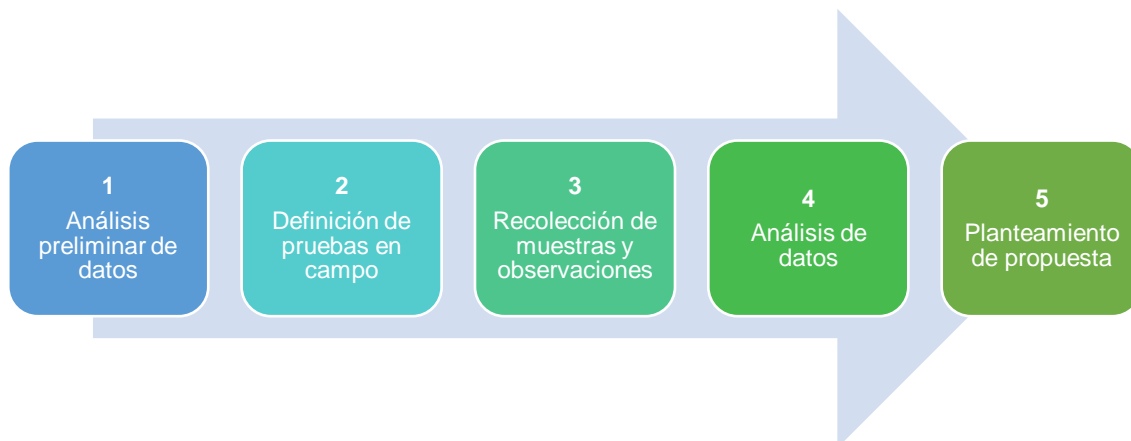 1
Análisis
preliminar de
datos
2
Definición de
pruebas en
campo
3
Recolección de
muestras y
observaciones
4
Análisis de
datos
5
Planteamiento
de propuesta